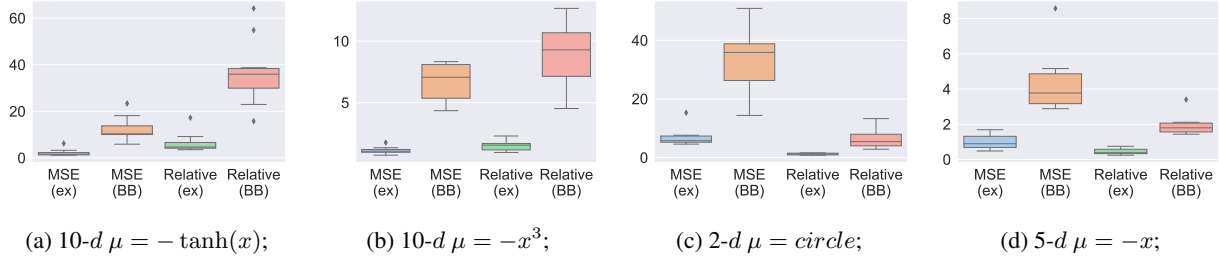 60
40
20
0
MSE (ex)
MSE (BB)
Relative (ex)
Relative (BB)
(a) 10-d μ = − tanh(x);
10
5
MSE (ex)
MSE (BB)
Relative (ex)
Relative (BB)
(b) 10-d μ = −x³;
40
20
0
MSE (ex)
MSE (BB)
Relative (ex)
Relative (BB)
(c) 2-d μ = circle;
8
6
4
2
0
MSE (ex)
MSE (BB)
Relative (ex)
Relative (BB)
(d) 5-d μ = −x;